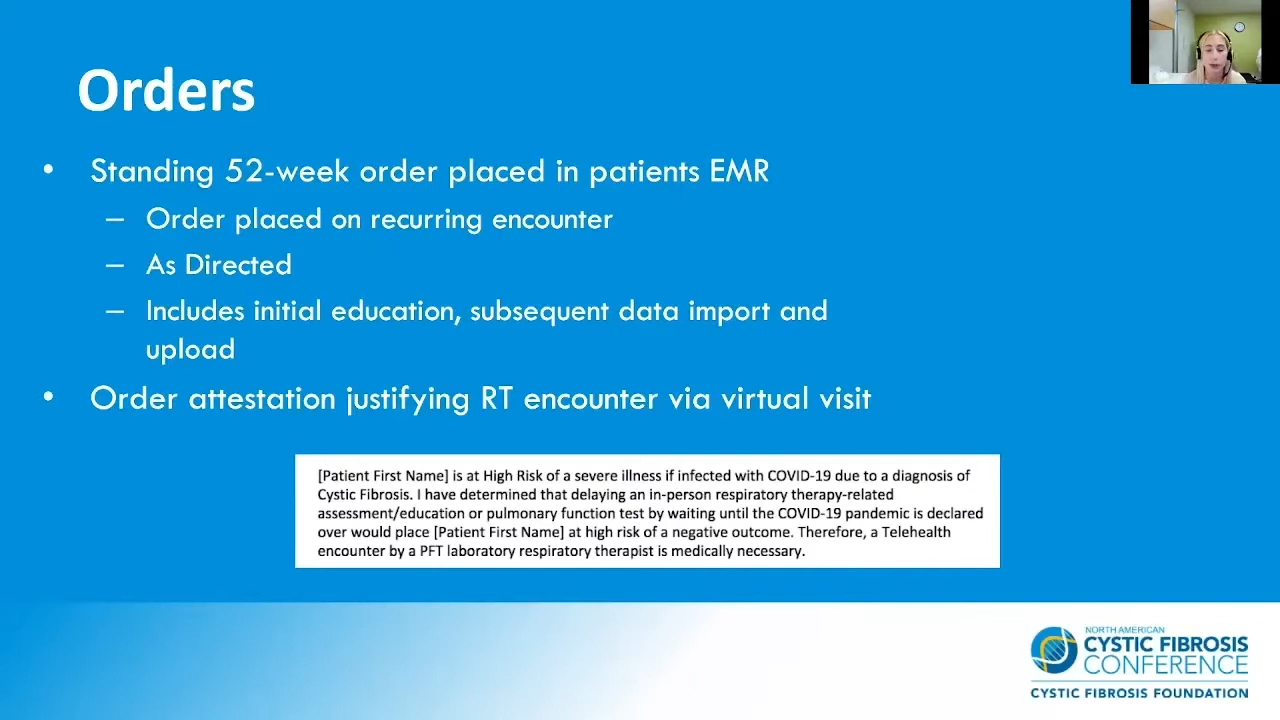 Orders
• Standing 52-week order placed in patients EMR
– Order placed on recurring encounter
– As Directed
– Includes initial education, subsequent data import and
upload
• Order attestation justifying RT encounter via virtual visit
[Patient First Name] is at High Risk of a severe illness if infected with COVID-19 due to a diagnosis of
Cystic Fibrosis. I have determined that delaying an in-person respiratory therapy-related
assessment/education or pulmonary function test by waiting until the COVID-19 pandemic is declared
over would place [Patient First Name] at high risk of a negative outcome. Therefore, a Telehealth
encounter by a PFT laboratory respiratory therapist is medically necessary.
NORTH AMERICAN
CYSTIC FIBROSIS
CONFERENCE
CYSTIC FIBROSIS FOUNDATION